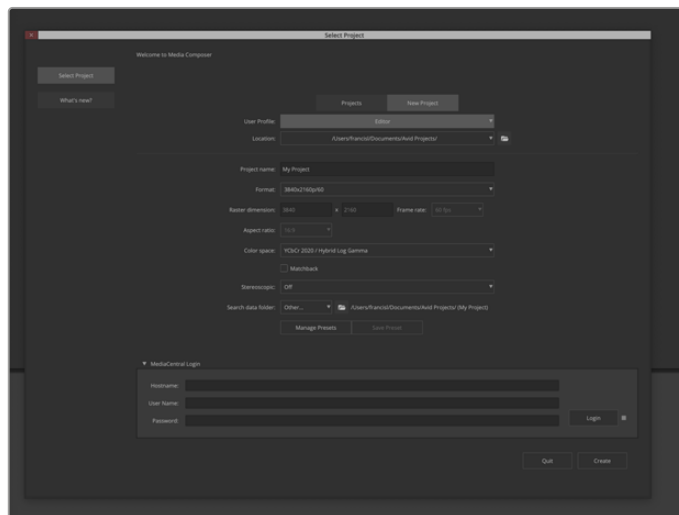 Select Project
Welcome to Media Composer
Select Project
What's new?
Projects
New Project
User Profile: Editor
Location: /Users/francisl/Documents/Avid Projects/
Project name: My Project
Format: 3840x2160p/60
Raster dimension: 3840 x 2160 Frame rate: 60 fps
Aspect ratio: 16:9
Color space: YCbCr 2020 / Hybrid Log Gamma
Matchback
Stereoscopic: Off
Search data folder: Other... /Users/francisl/Documents/Avid Projects/ (My Project)
Manage Presets Save Preset
MediaCentral Login
Hostname:
User Name:
Password:
Login
Quit Create